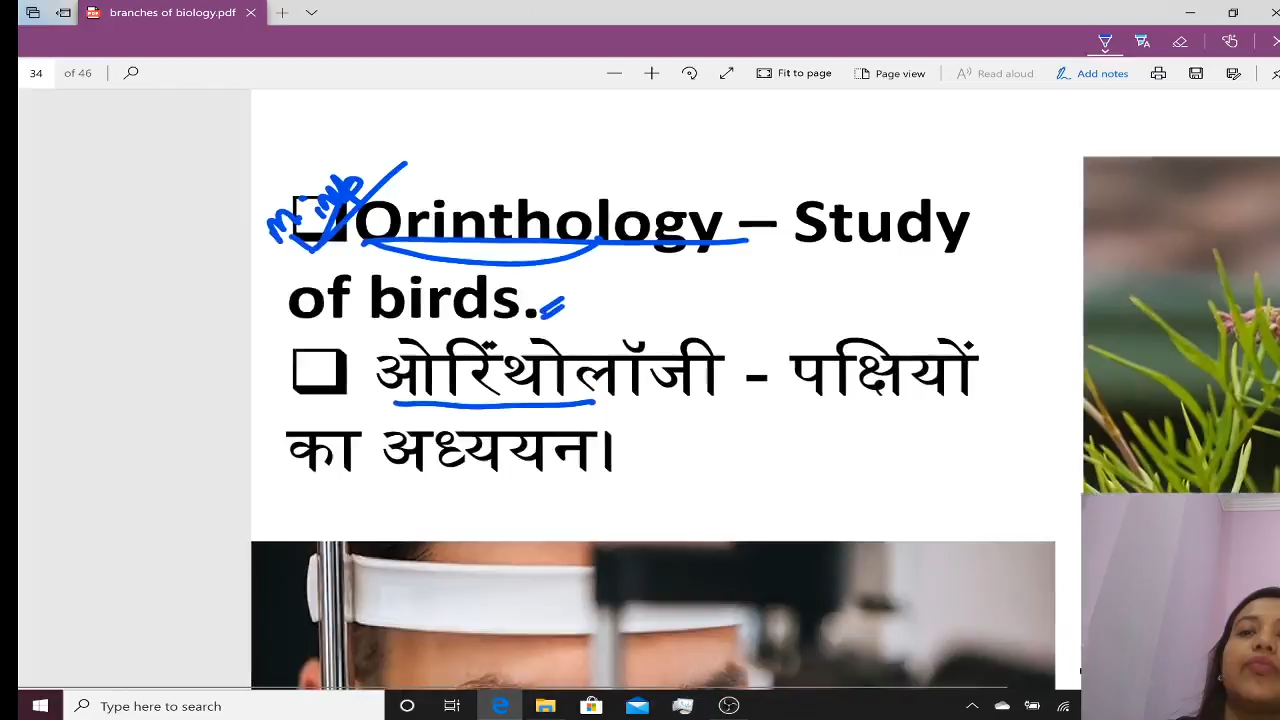 branches of biology.pdf
34 of 46
Fit to page
Page view
Read aloud
Add notes
M. imp
Orinthology – Study
of birds.
ओरिंथोलॉजी - पक्षियों
का अध्ययन।
Type here to search